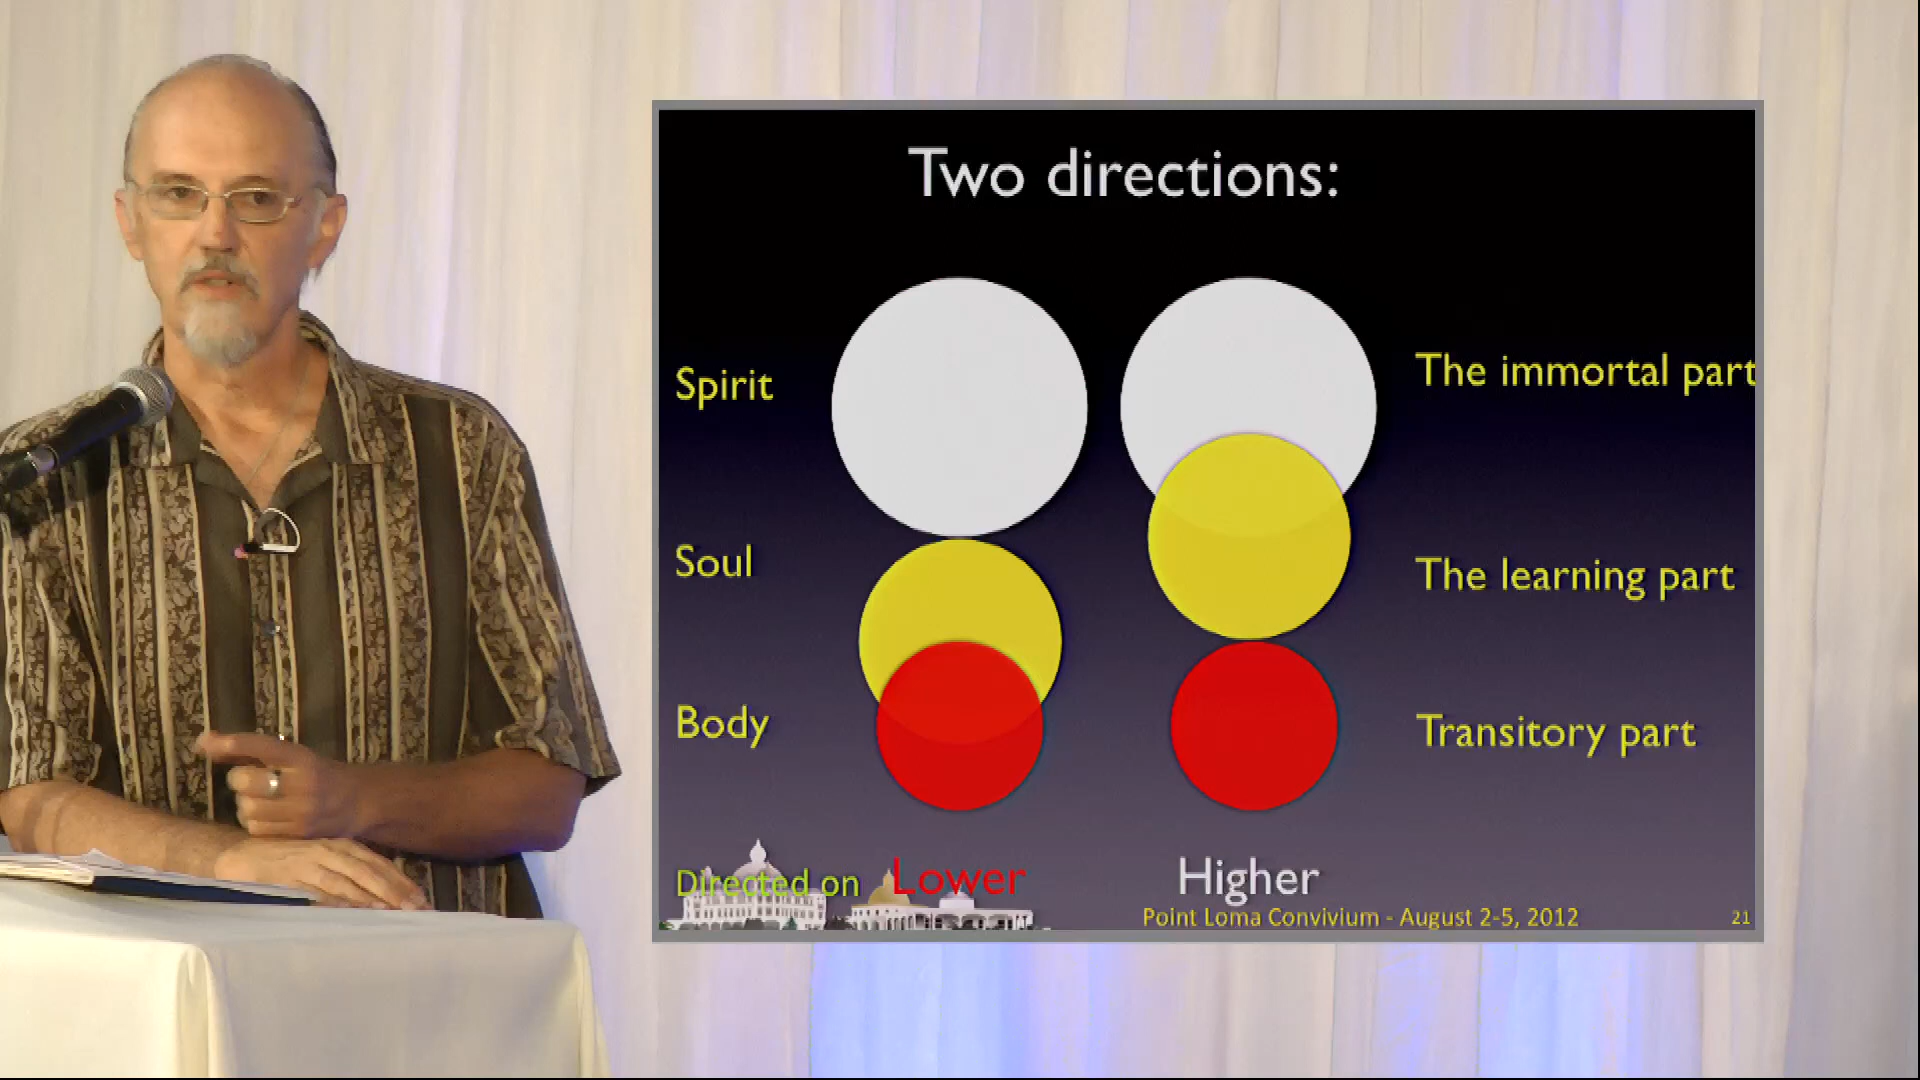 Two directions:
Spirit
The immortal part
Soul
The learning part
Body
Transitory part
Directed on Lower Higher
Point Loma Convivium - August 2-5, 2012
21